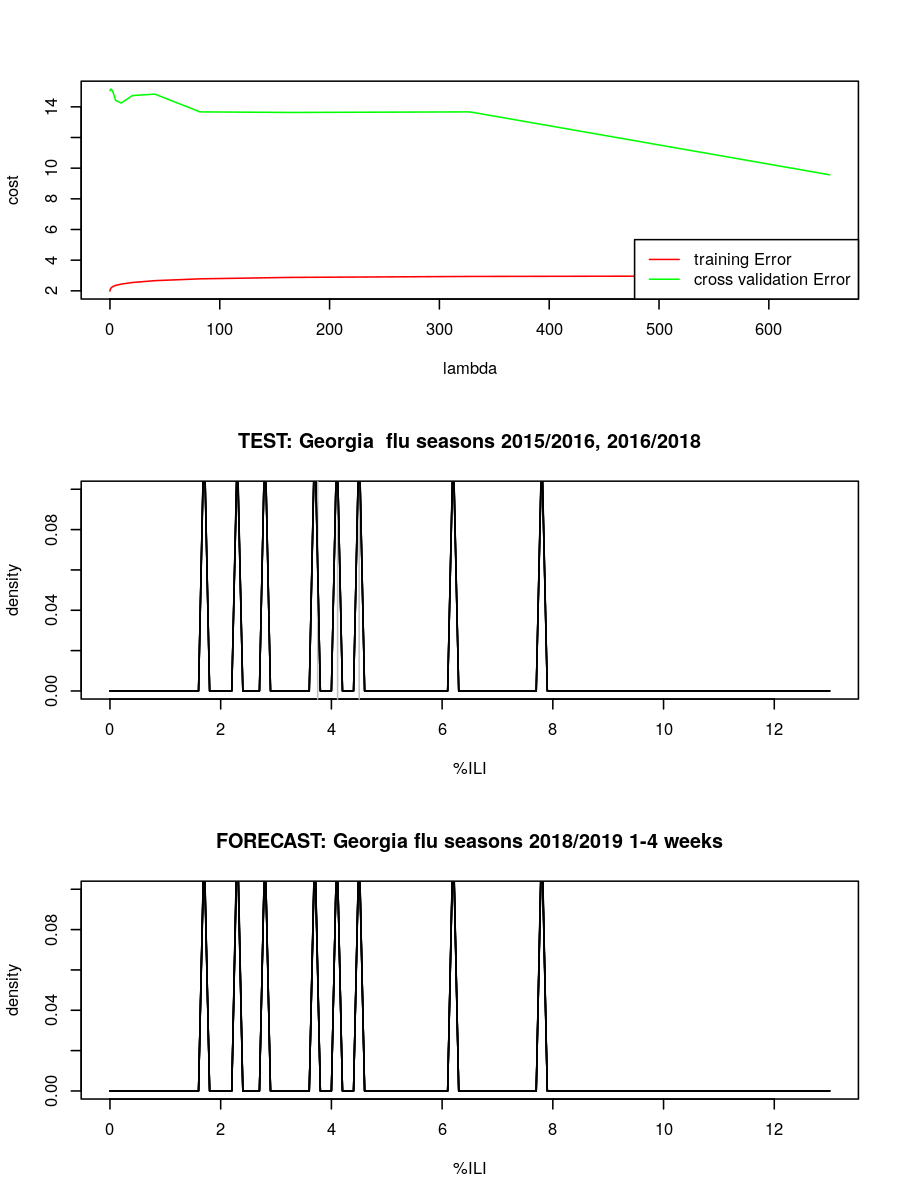 14
10
8
6
4
2
cost
training Error
cross validation Error
0 100 200 300 400 500 600
lambda
TEST: Georgia  flu seasons 2015/2016, 2016/2018
0.08
0.04
0.00
density
0 2 4 6 8 10 12
%ILI
FORECAST: Georgia flu seasons 2018/2019 1-4 weeks
0.08
0.04
0.00
density
0 2 4 6 8 10 12
%ILI